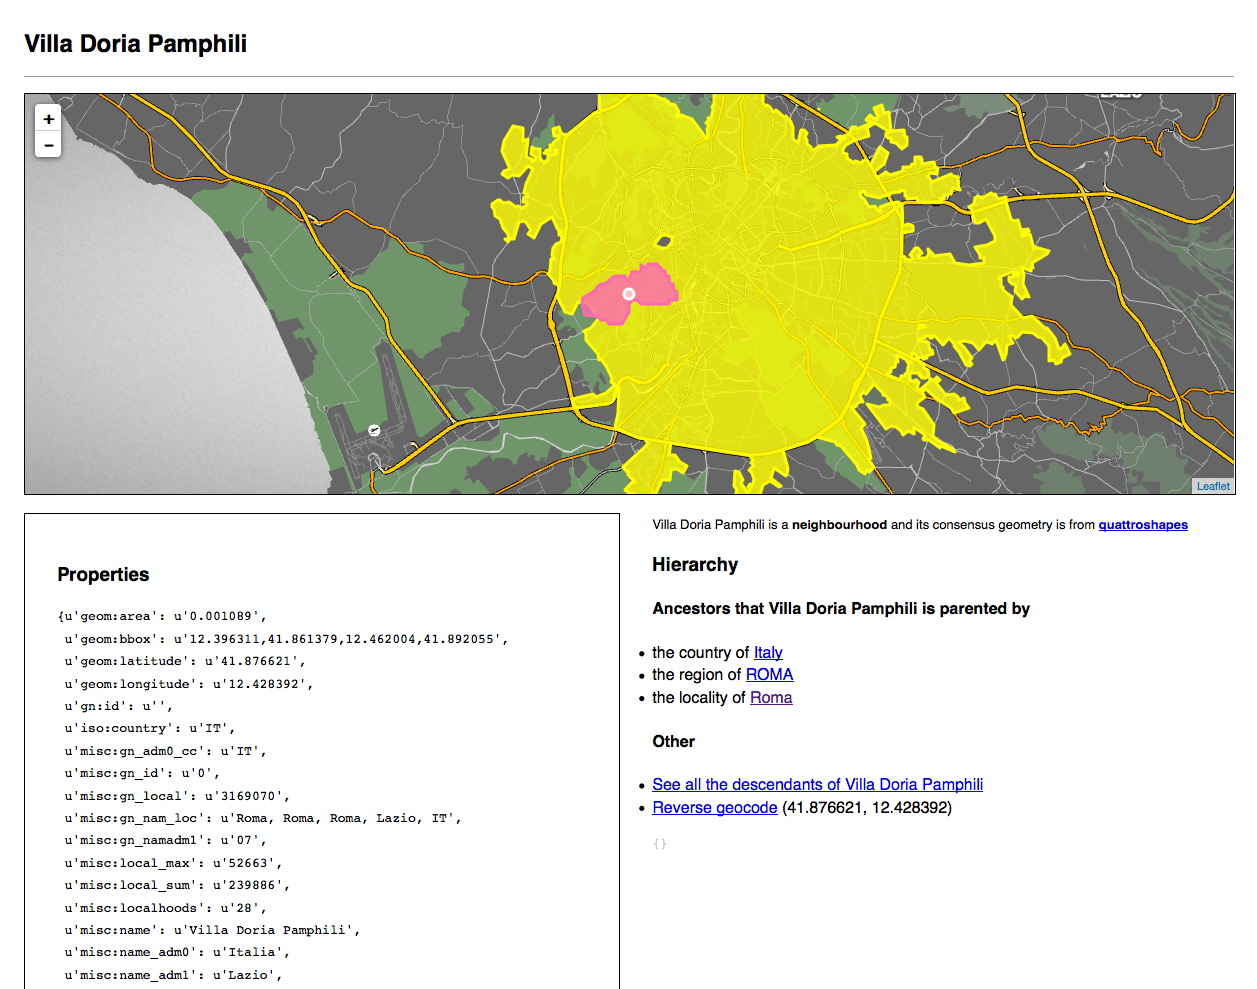 Villa Doria Pamphili
+
-
Leaflet
Villa Doria Pamphili is a neighbourhood and its consensus geometry is from quattroshapes
Properties
{u'geom:area': u'0.001089',
u'geom:bbox': u'12.396311,41.861379,12.462004,41.892055',
u'geom:latitude': u'41.876621',
u'geom:longitude': u'12.428392',
u'gn:id': u'',
u'iso:country': u'IT',
u'misc:gn_adm0_cc': u'IT',
u'misc:gn_id': u'0',
u'misc:gn_local': u'3169070',
u'misc:gn_nam_loc': u'Roma, Roma, Roma, Lazio, IT',
u'misc:gn_namadm1': u'07',
u'misc:local_max': u'52663',
u'misc:local_sum': u'239886',
u'misc:localhoods': u'28',
u'misc:name': u'Villa Doria Pamphili',
u'misc:name_adm0': u'Italia',
u'misc:name_adm1': u'Lazio',
Hierarchy
Ancestors that Villa Doria Pamphili is parented by
• the country of Italy
• the region of ROMA
• the locality of Roma
Other
• See all the descendants of Villa Doria Pamphili
• Reverse geocode (41.876621, 12.428392)
{}